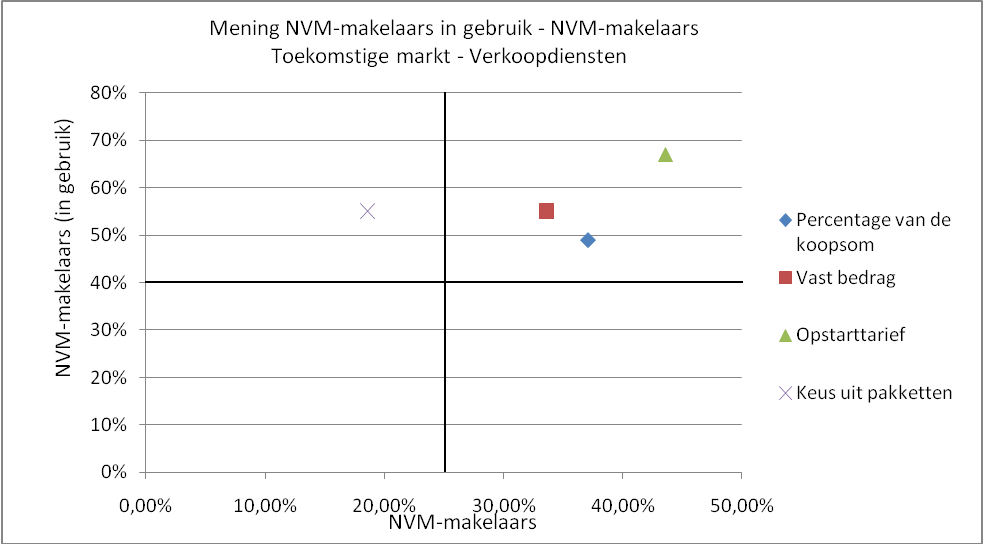 Mening NVM-makelaars in gebruik - NVM-makelaars
Toekomstige markt - Verkoopdiensten
NVM-makelaars (in gebruik)
80%
70%
60%
50%
40%
30%
20%
10%
0%
0,00%
10,00%
20,00%
30,00%
40,00%
50,00%
NVM-makelaars
Percentage van de
koopsom
Vast bedrag
Opstarttarief
Keus uit pakketten